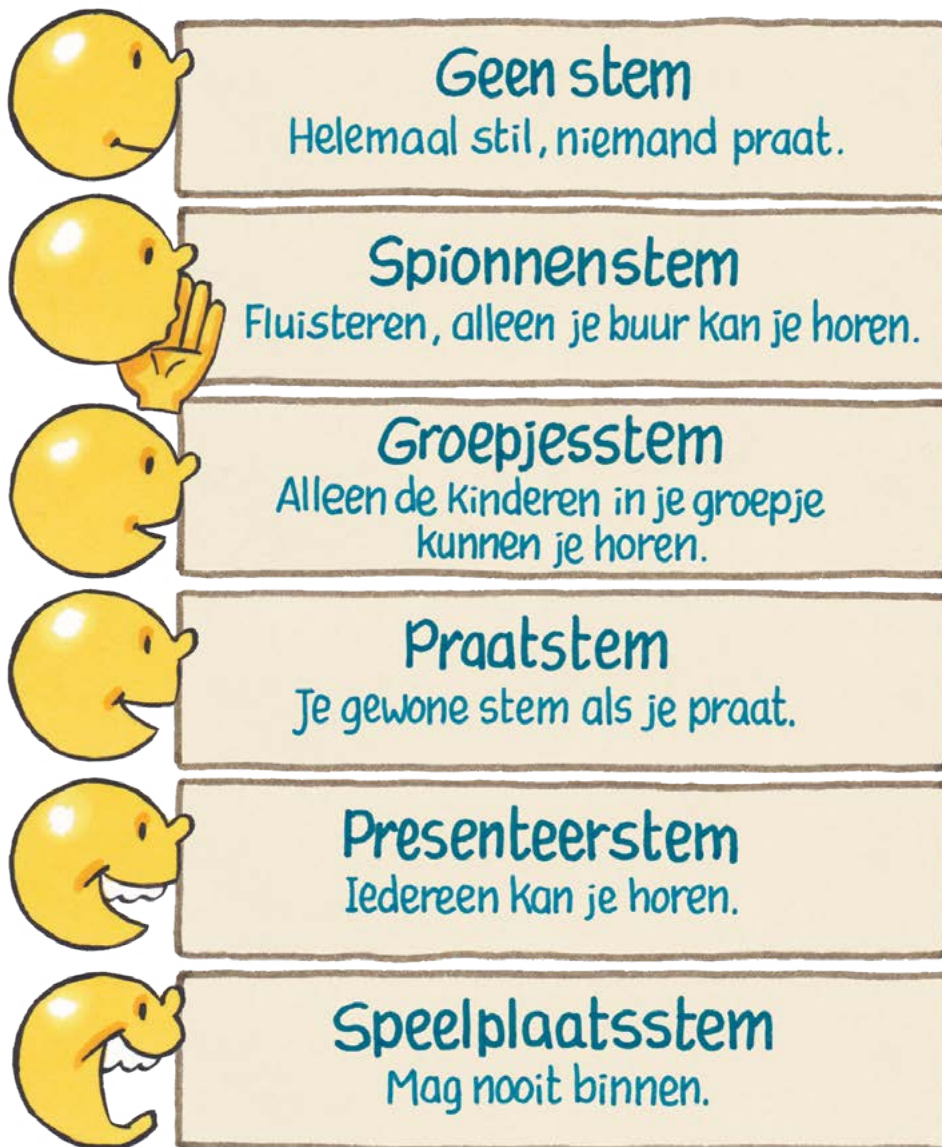 Geen stem
Helemaal stil, niemand praat.
Spionnenstem
Fluisteren, alleen je buur kan je horen.
Groepjesstem
Alleen de kinderen in je groepje
kunnen je horen.
Praatstem
Je gewone stem als je praat.
Presenteerstem
Iedereen kan je horen.
Speelplaatsstem
Mag nooit binnen.